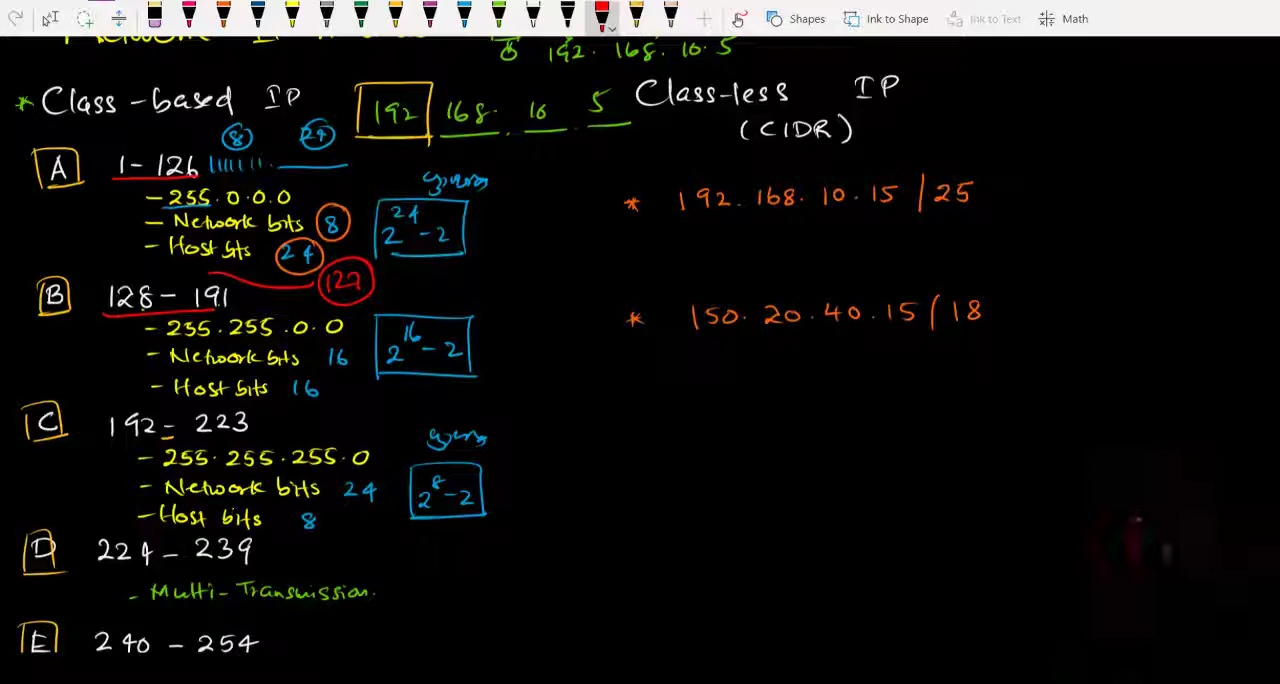 Shapes
Ink to Shape
Ink to Text
Math
192. 168. 10. 5
* Class-based IP
192 168. 10 5
Class-less IP
(CIDR)
8 24
A 1 - 126
- 255.0.0.0
- Network bits 8
- Host bts 24
2^24 - 2
127
B 128 - 191
- 255.255.0.0
- Network bits 16
- Host bits 16
2^16 - 2
C 192 - 223
- 255.255.255.0
- Network bits 24
- Host bits 8
2^8 - 2
D 224 - 239
- Multi-Transmission.
E 240 - 254
* 192.168.10.15/25
* 150.20.40.15/18